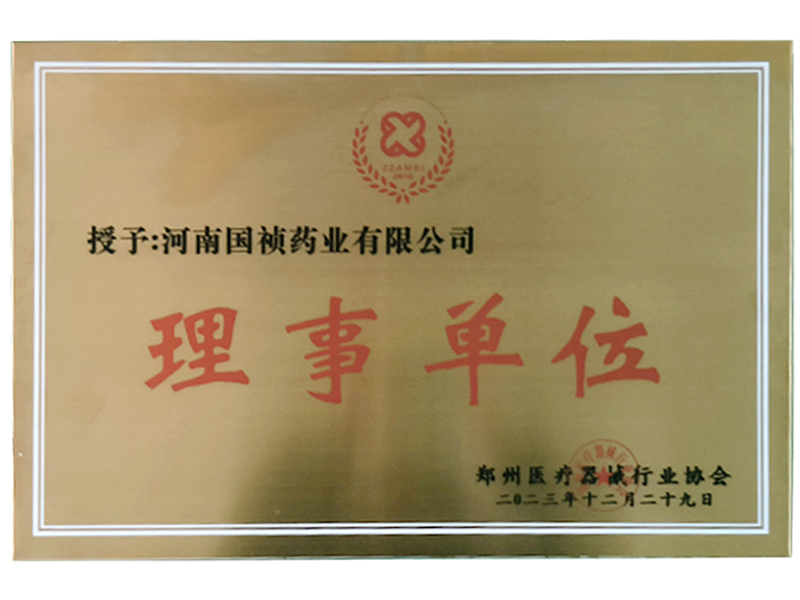 授予:河南国祯药业有限公司
理事单位
郑州医疗器械行业协会
二〇二三年十二月二十九日